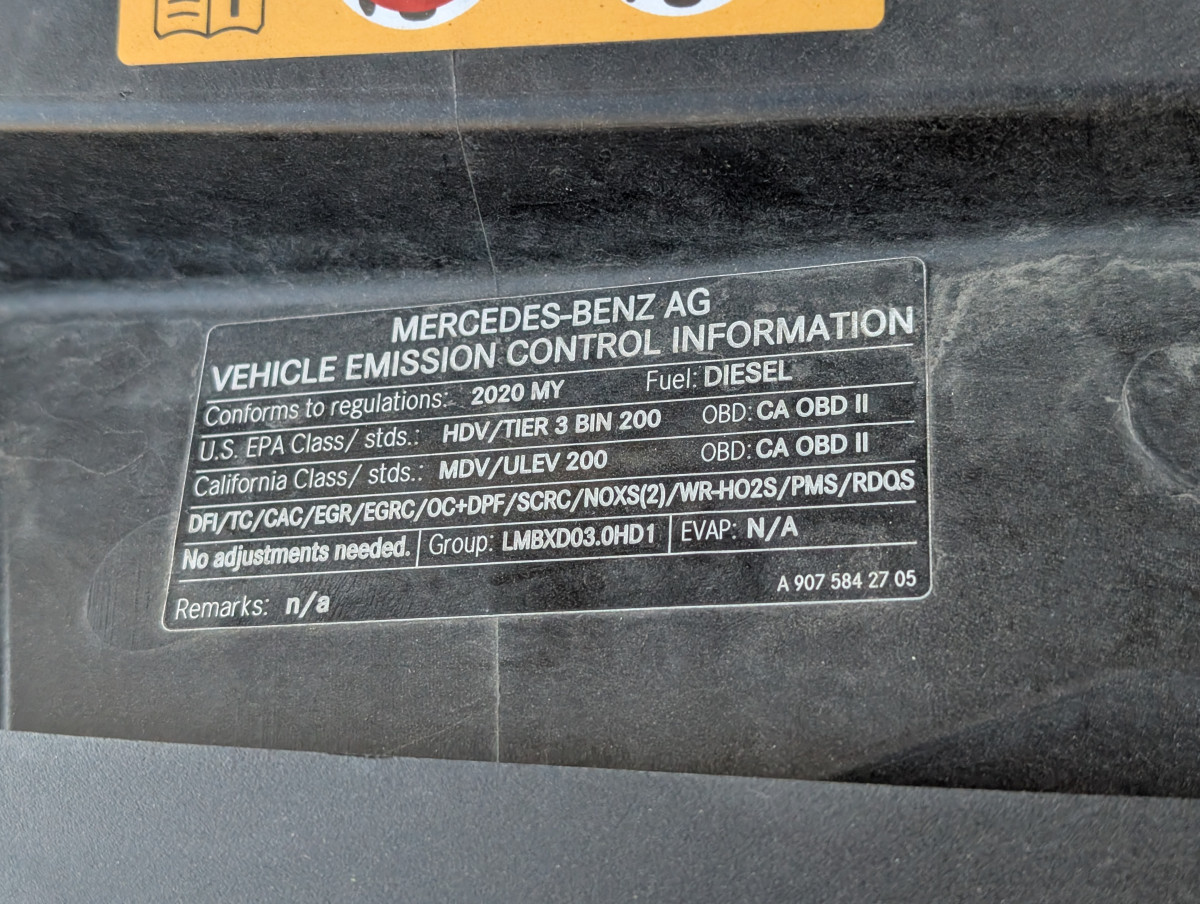 MERCEDES-BENZ AG
VEHICLE EMISSION CONTROL INFORMATION
Conforms to regulations: 2020 MY Fuel: DIESEL
U.S. EPA Class/ stds.: HDV/TIER 3 BIN 200 OBD: CA OBD II
California Class/ stds.: MDV/ULEV 200 OBD: CA OBD II
DFI/TC/CAC/EGR/EGRC/OC+DPF/SCRC/NOXS(2)/WR-HO2S/PMS/RDQS
No adjustments needed. Group: LMBXD03.0HD1 EVAP: N/A
Remarks: n/a A 907 584 27 05